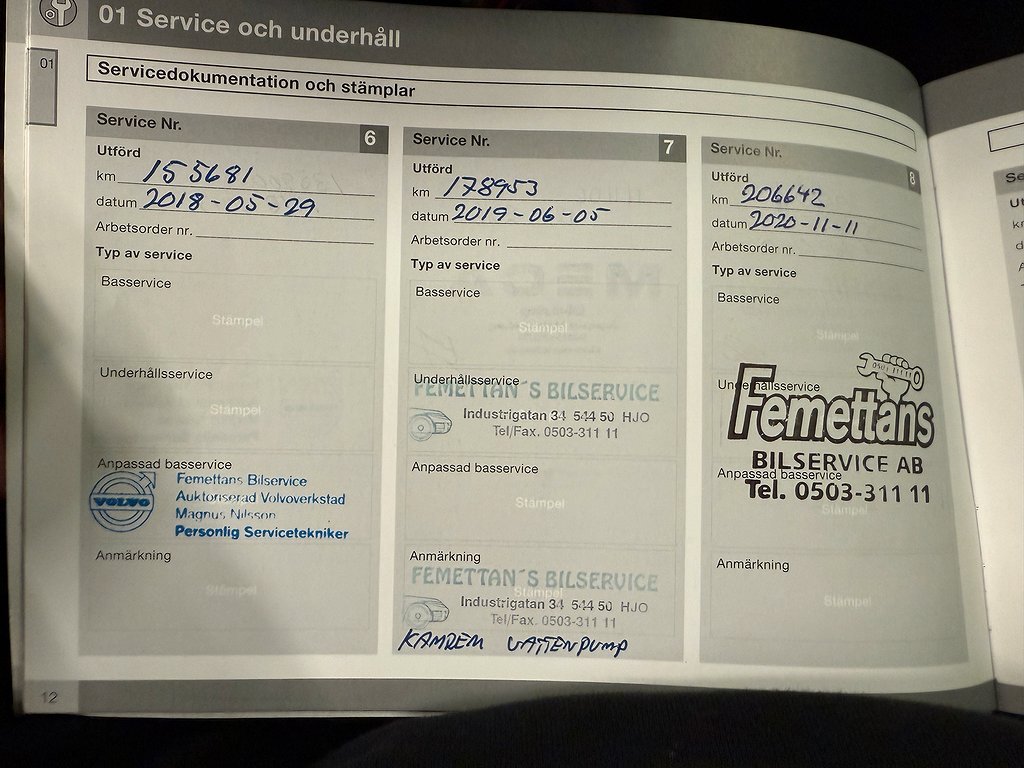 01 Service och underhåll
01
Servicedokumentation och stämplar
Service Nr. 6
Utförd
km 155681
datum 2018-05-29
Arbetsorder nr.
Typ av service
Basservice
Stämpel
Underhållsservice
Stämpel
Anpassad basservice
VOLVO
Femettans Bilservice
Auktoriserad Volvoverkstad
Magnus Nilsson
Personlig Servicetekniker
Anmärkning
Stämpel
Service Nr. 7
Utförd
km 178953
datum 2019-06-05
Arbetsorder nr.
Typ av service
Basservice
Stämpel
Underhållsservice
FEMETTAN´S BILSERVICE
Industrigatan 34 544 50 HJO
Tel/Fax. 0503-311 11
Anpassad basservice
Stämpel
Anmärkning
FEMETTAN´S BILSERVICE
Stämpel
Industrigatan 34 544 50 HJO
Tel/Fax. 0503-311 11
KAMREM VATTENPUMP
Service Nr. 8
Utförd
km 206642
datum 2020-11-11
Arbetsorder nr.
Typ av service
Basservice
Stämpel
0503 311 11
Underhållsservice
Femettans
BILSERVICE AB
Anpassad basservice
Tel. 0503-311 11
Stämpel
Anmärkning
Stämpel
12